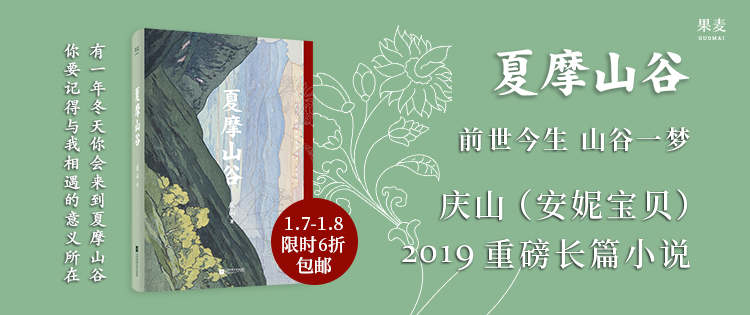 有一年冬天你会来到夏摩山谷
你要记得与我相遇的意义所在
夏摩山谷
夏摩山谷
1.7-1.8
限时6折
包邮
果麦
GUOMAI
夏摩山谷
前世今生 山谷一梦
庆山（安妮宝贝）
2019 重磅长篇小说